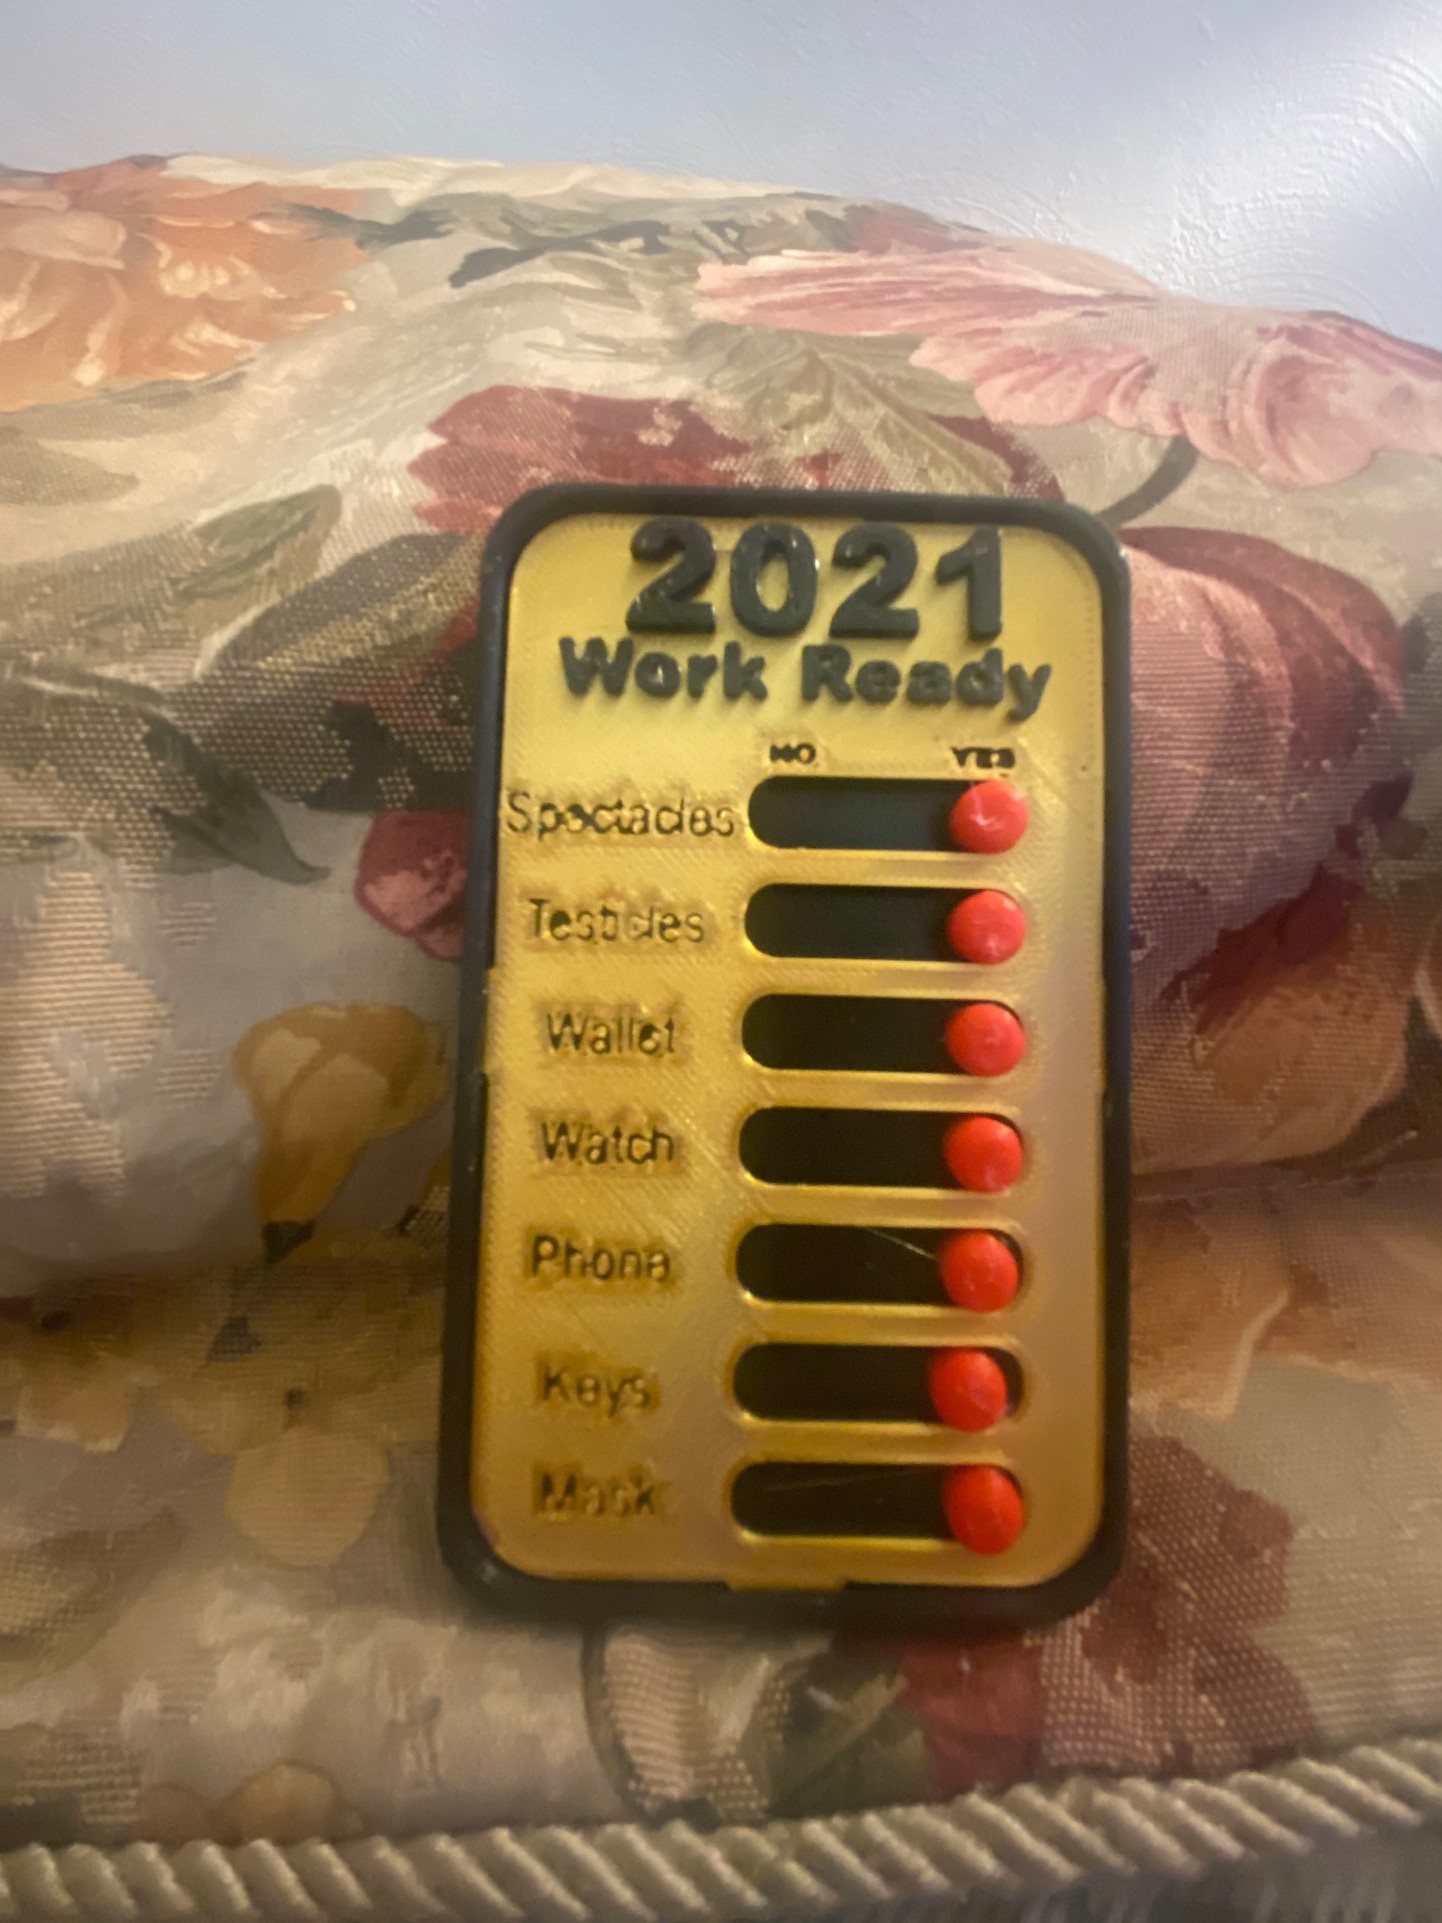 2021
Work Ready
NO YES
Spectacles
Testicles
Wallet
Watch
Phone
Keys
Mask